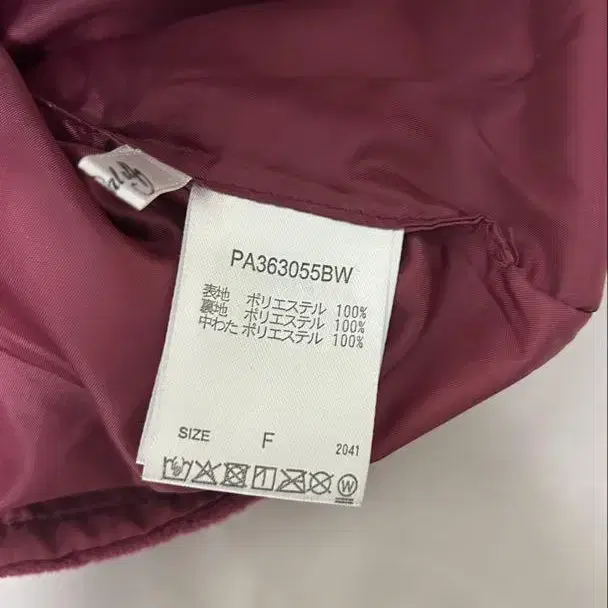 PA363055BW
表地 ポリエステル 100%
裏地 ポリエステル 100%
中わた ポリエステル 100%
SIZE F 2041
W